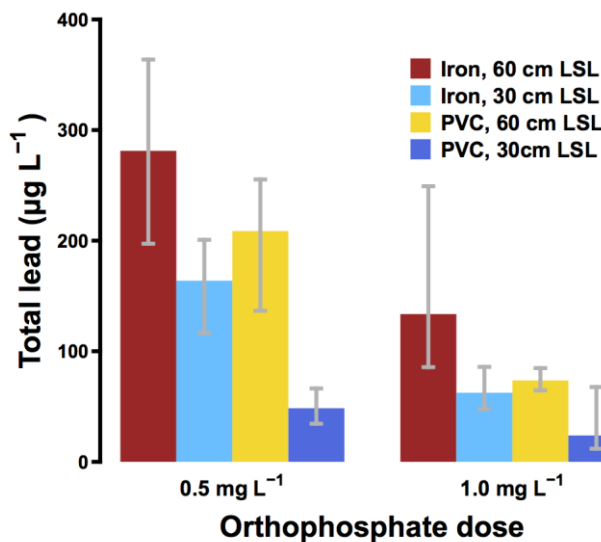 400
300
200
100
0
Total lead (µg L⁻¹)
Iron, 60 cm LSL
Iron, 30 cm LSL
PVC, 60 cm LSL
PVC, 30cm LSL
0.5 mg L⁻¹
1.0 mg L⁻¹
Orthophosphate dose